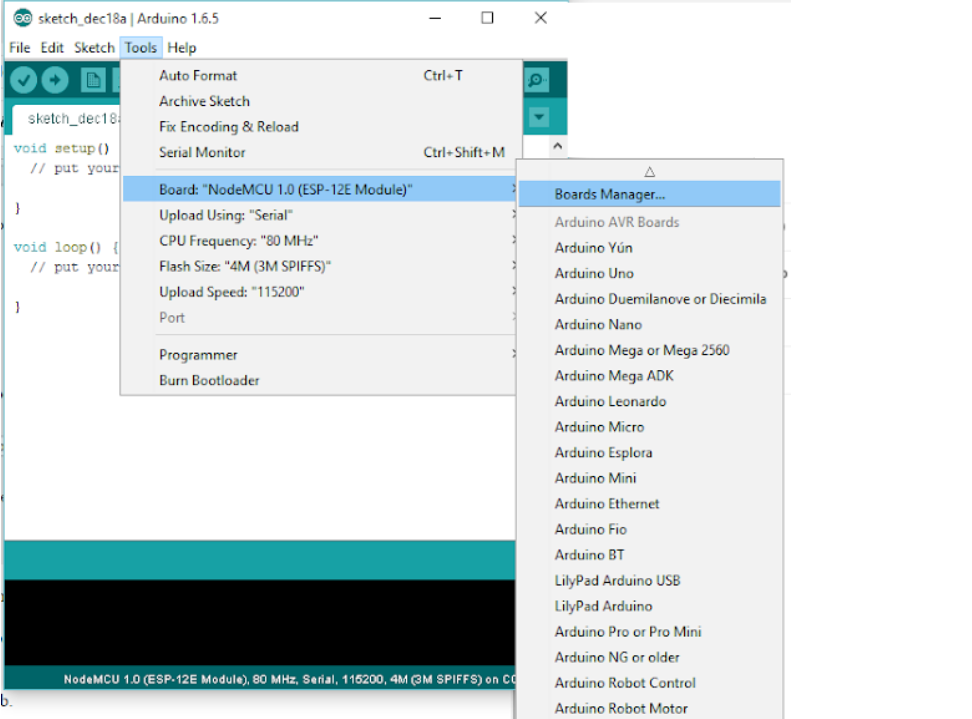 sketch_dec18a | Arduino 1.6.5
File Edit Sketch Tools Help
sketch_dec18a
void setup()
// put your
}
void loop() {
// put your
}
Auto Format Ctrl+T
Archive Sketch
Fix Encoding & Reload
Serial Monitor Ctrl+Shift+M
Board: "NodeMCU 1.0 (ESP-12E Module)"
Upload Using: "Serial"
CPU Frequency: "80 MHz"
Flash Size: "4M (3M SPIFFS)"
Upload Speed: "115200"
Port
Programmer
Burn Bootloader
Boards Manager...
Arduino AVR Boards
Arduino Yún
Arduino Uno
Arduino Duemilanove or Diecimila
Arduino Nano
Arduino Mega or Mega 2560
Arduino Mega ADK
Arduino Leonardo
Arduino Micro
Arduino Esplora
Arduino Mini
Arduino Ethernet
Arduino Fio
Arduino BT
LilyPad Arduino USB
LilyPad Arduino
Arduino Pro or Pro Mini
Arduino NG or older
Arduino Robot Control
Arduino Robot Motor
NodeMCU 1.0 (ESP-12E Module), 80 MHz, Serial, 115200, 4M (3M SPIFFS) on CO
b.